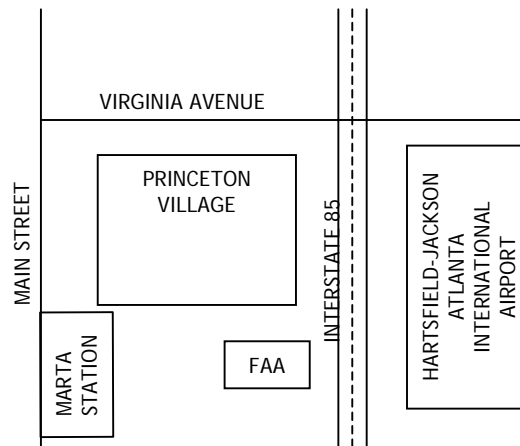 VIRGINIA AVENUE
PRINCETON
VILLAGE
MAIN STREET
INTERSTATE 85
HARTSFIELD-JACKSON
ATLANTA
INTERNATIONAL
AIRPORT
MARTA
STATION
FAA